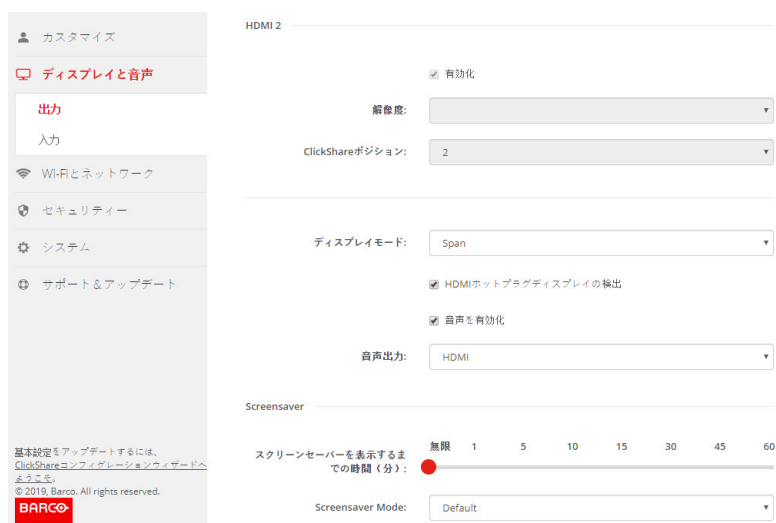 カスタマイズ
ディスプレイと音声
出力
入力
Wi-Fiとネットワーク
セキュリティー
システム
サポート＆アップデート
基本設定をアップデートするには、
ClickShareコンフィグレーションウィザードへ
ようこそ。
© 2019, Barco. All rights reserved.
BARCO
HDMI 2
有効化
解像度:
ClickShareポジション: 2
ディスプレイモード: Span
HDMIホットプラグディスプレイの検出
音声を有効化
音声出力: HDMI
Screensaver
無限 1 5 10 15 30 45 60
スクリーンセーバーを表示するま
での時間（分）:
Screensaver Mode: Default